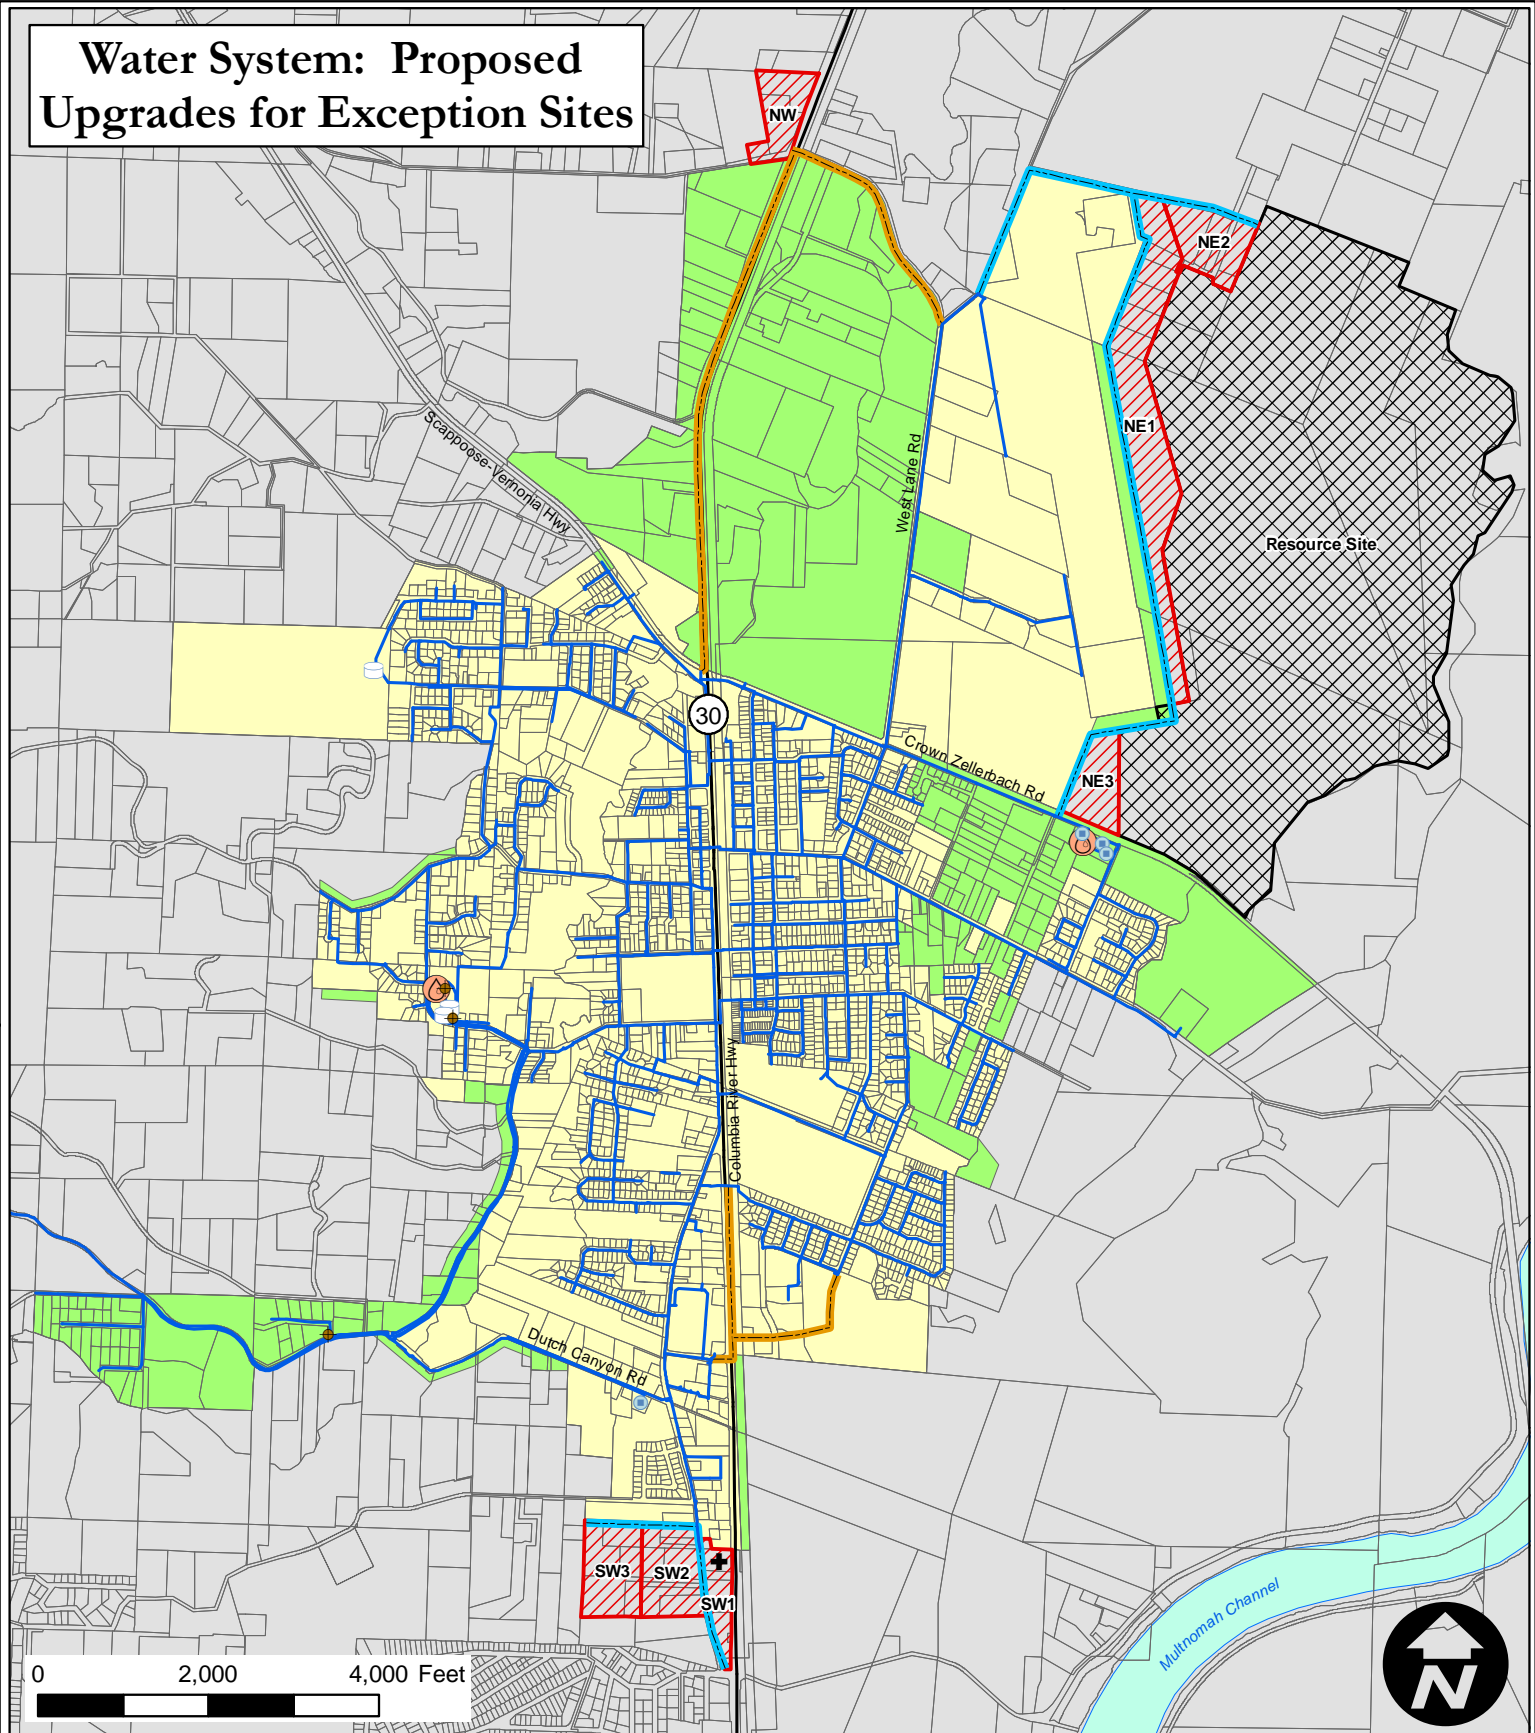 Water System: Proposed
Upgrades for Exception Sites
NW
NE2
NE1
Scappoose-Vernonia Hwy
West Lane Rd
Resource Site
30
Crown Zellerbach Rd
NE3
Columbia River Hwy
Dutch Canyon Rd
SW3
SW2
SW1
Multnomah Channel
0 2,000 4,000 Feet
N